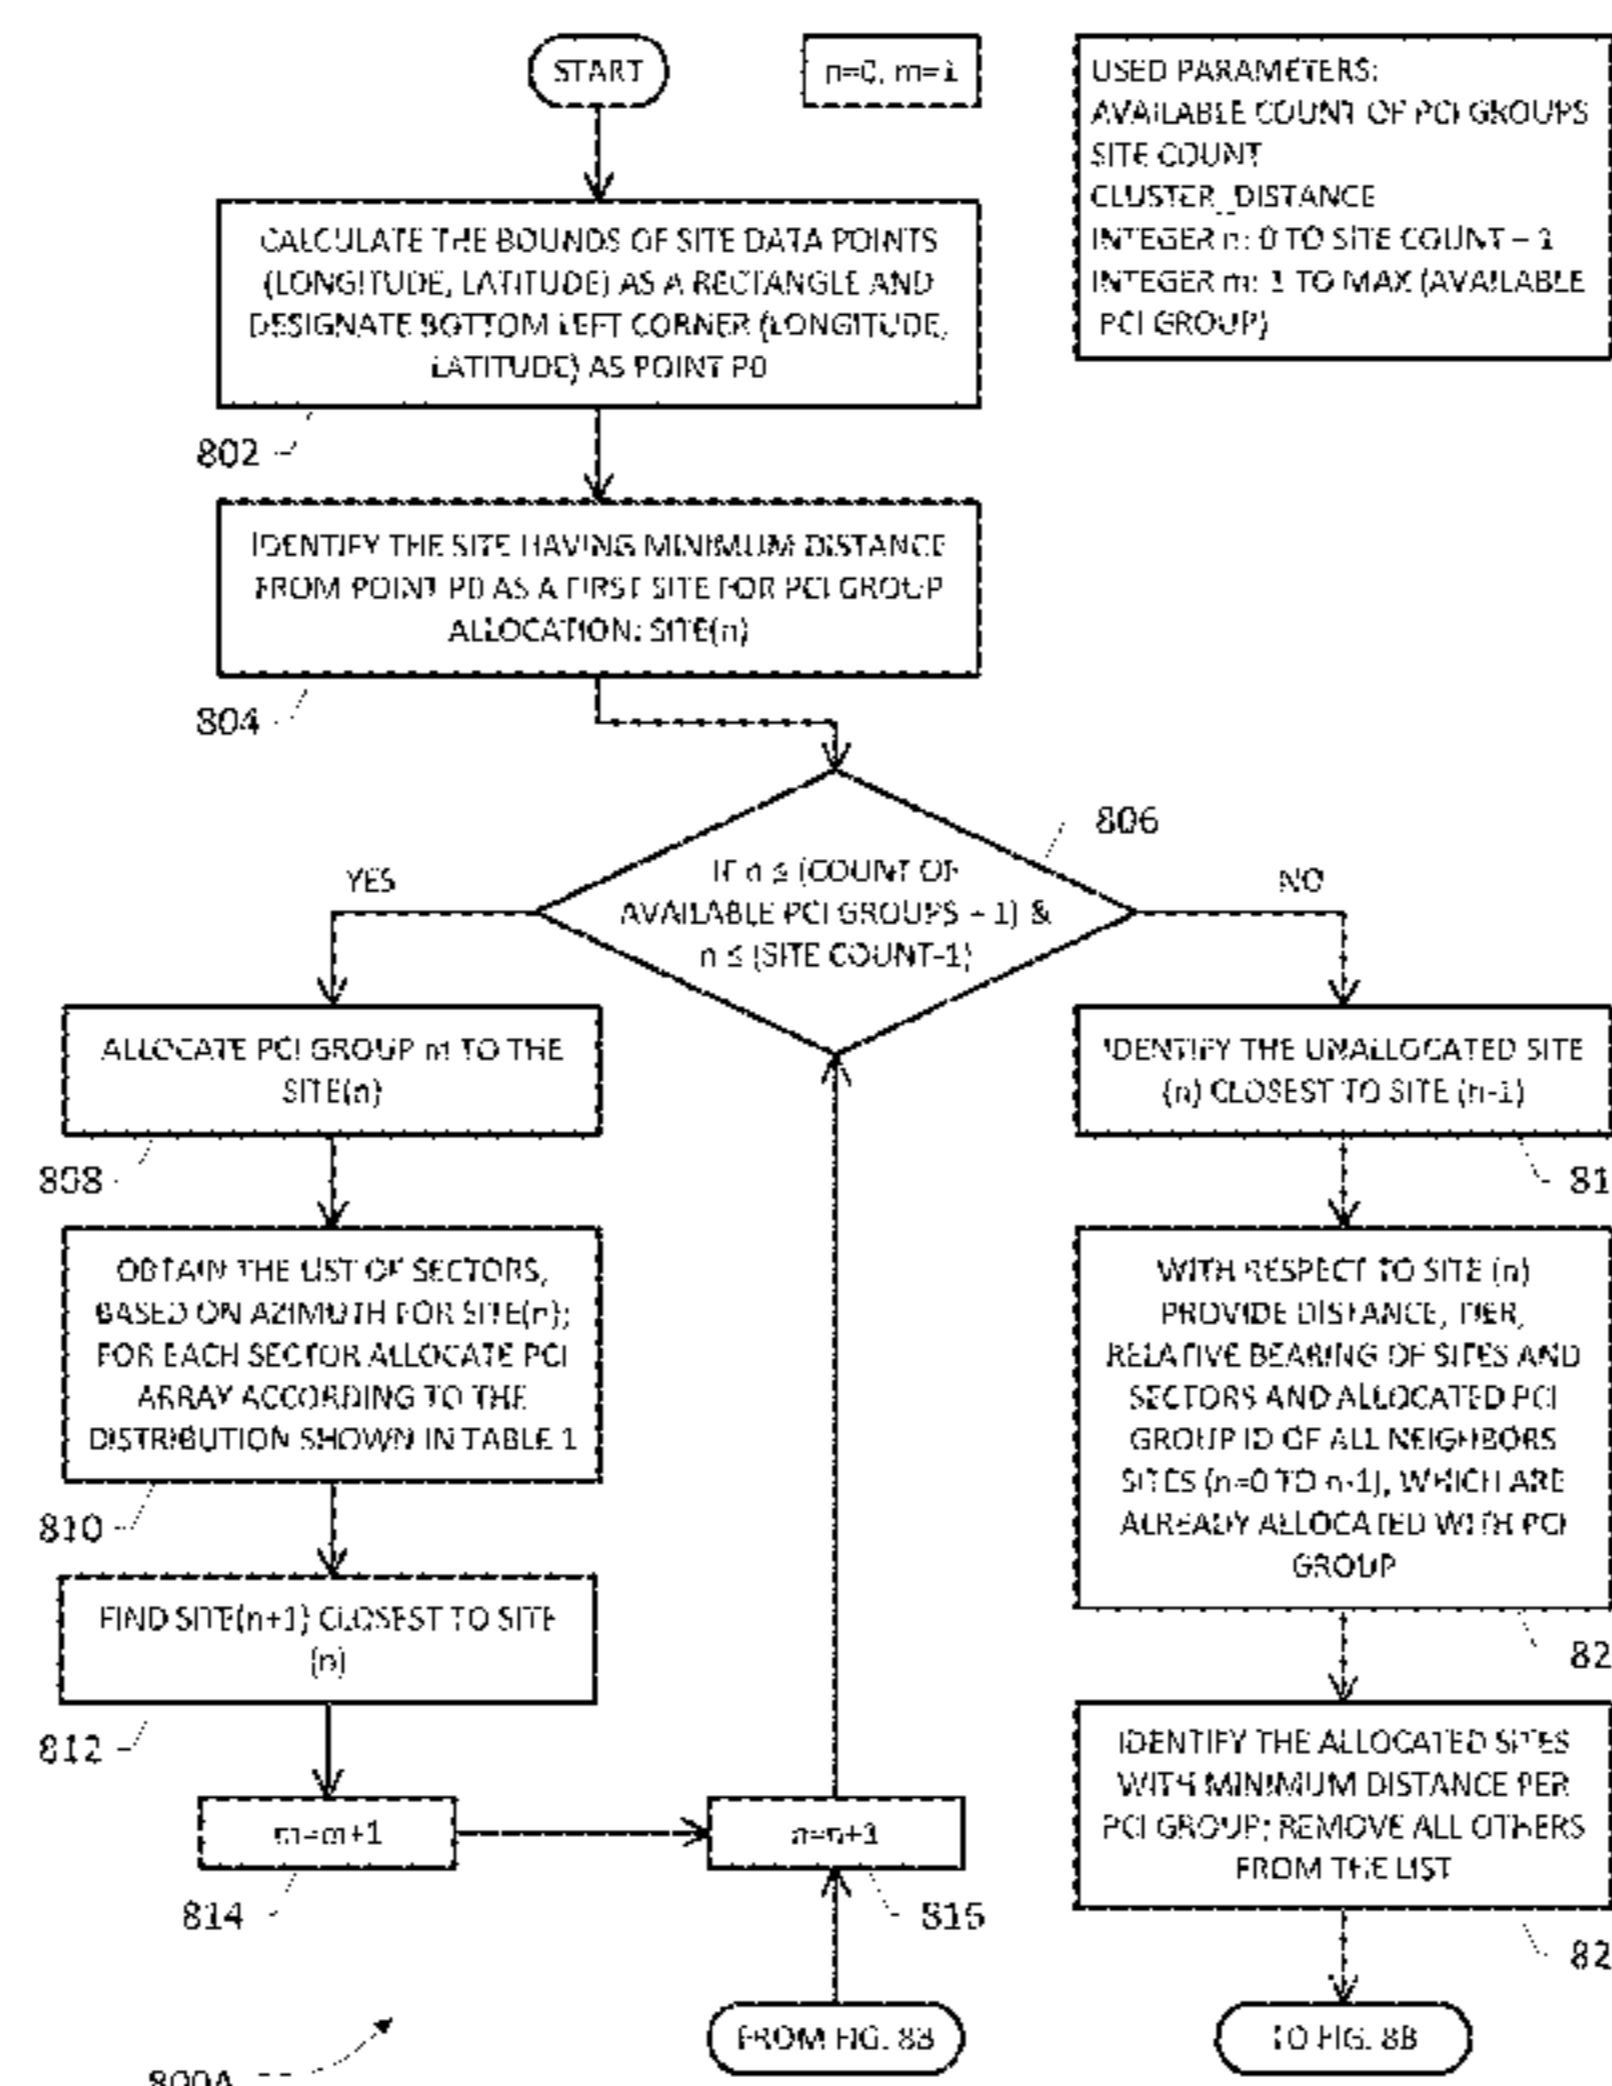 START
n=0, m=1
USED PARAMETERS:
AVAILABLE COUNT OF PCI GROUPS
SITE COUNT
CLUSTER_DISTANCE
INTEGER n: 0 TO SITE COUNT – 1
INTEGER m: 1 TO MAX (AVAILABLE
PCI GROUP)
CALCULATE THE BOUNDS OF SITE DATA POINTS
(LONGITUDE, LATITUDE) AS A RECTANGLE AND
DESIGNATE BOTTOM LEFT CORNER (LONGITUDE,
LATITUDE) AS POINT P0
802
IDENTIFY THE SITE HAVING MINIMUM DISTANCE
FROM POINT P0 AS A FIRST SITE FOR PCI GROUP
ALLOCATION: SITE(n)
804
806
IF n ≤ (COUNT OF
AVAILABLE PCI GROUPS – 1) &
n ≤ (SITE COUNT-1)
YES
NO
ALLOCATE PCI GROUP m TO THE
SITE(n)
808
IDENTIFY THE UNALLOCATED SITE
(n) CLOSEST TO SITE (n-1)
81
OBTAIN THE LIST OF SECTORS,
BASED ON AZIMUTH FOR SITE(n);
FOR EACH SECTOR ALLOCATE PCI
ARRAY ACCORDING TO THE
DISTRIBUTION SHOWN IN TABLE 1
810
WITH RESPECT TO SITE (n)
PROVIDE DISTANCE, TIER,
RELATIVE BEARING OF SITES AND
SECTORS AND ALLOCATED PCI
GROUP ID OF ALL NEIGHBORS
SITES (n=0 TO n-1), WHICH ARE
ALREADY ALLOCATED WITH PCI
GROUP
82
FIND SITE(n+1) CLOSEST TO SITE
(n)
812
IDENTIFY THE ALLOCATED SITES
WITH MINIMUM DISTANCE PER
PCI GROUP; REMOVE ALL OTHERS
FROM THE LIST
82
m=m+1
814
n=n+1
816
FROM FIG. 8B
TO FIG. 8B
800A